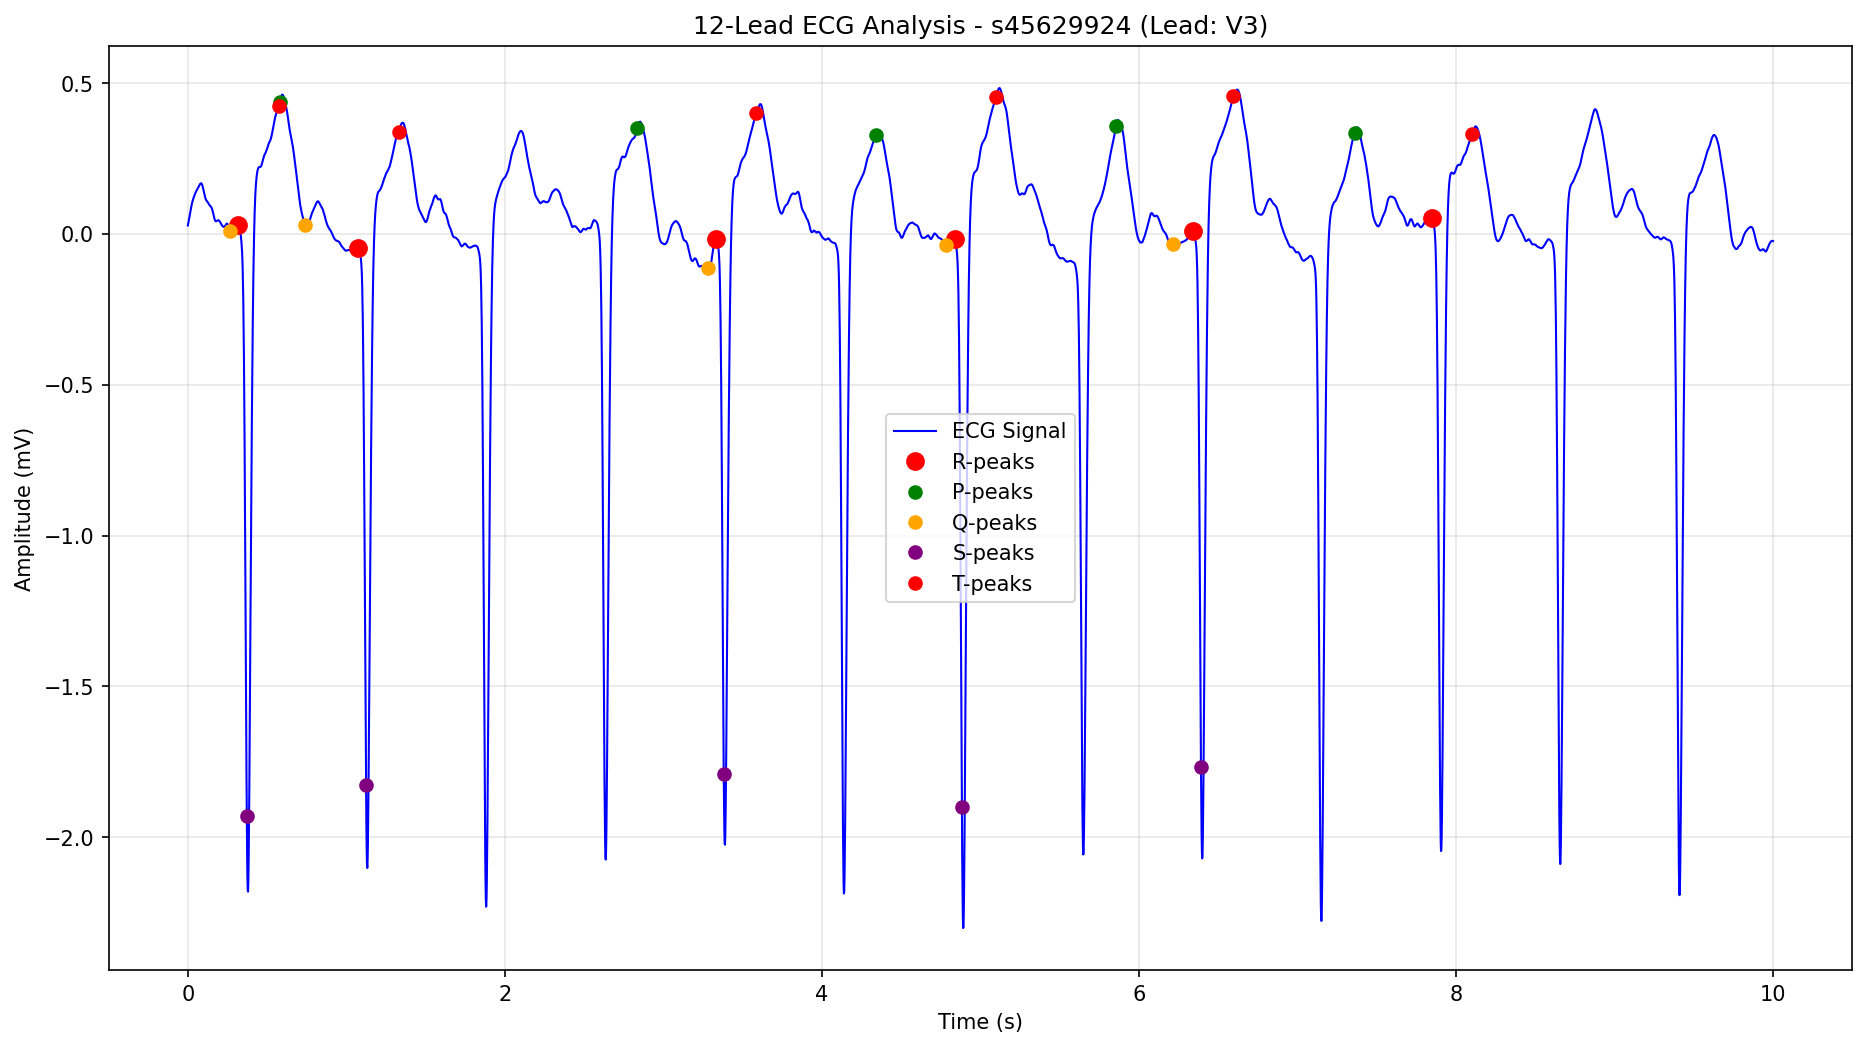 12-Lead ECG Analysis - s45629924 (Lead: V3)
Amplitude (mV)
0.5
0.0
−0.5
−1.0
−1.5
−2.0
ECG Signal
R-peaks
P-peaks
Q-peaks
S-peaks
T-peaks
0 2 4 6 8 10
Time (s)